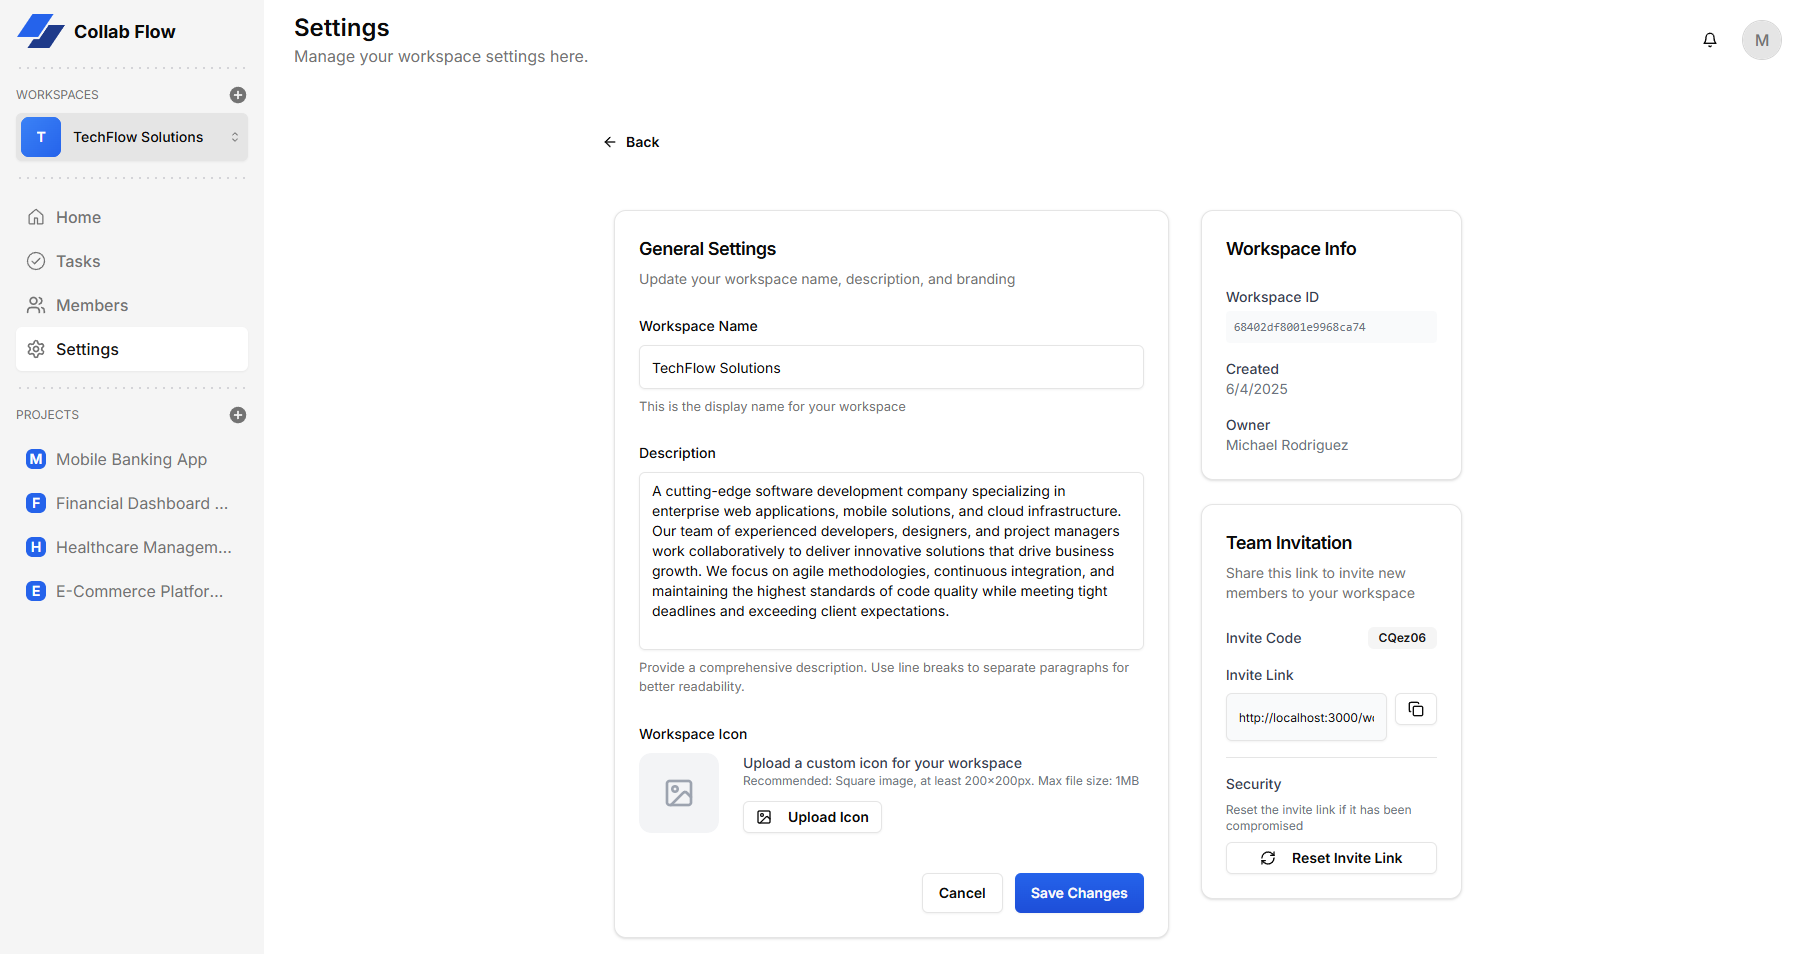 Collab Flow
WORKSPACES
T
TechFlow Solutions
Home
Tasks
Members
Settings
PROJECTS
M
Mobile Banking App
F
Financial Dashboard ...
H
Healthcare Managem...
E
E-Commerce Platfor...
Settings
Manage your workspace settings here.
M
Back
General Settings
Update your workspace name, description, and branding
Workspace Name
TechFlow Solutions
This is the display name for your workspace
Description
A cutting-edge software development company specializing in
enterprise web applications, mobile solutions, and cloud infrastructure.
Our team of experienced developers, designers, and project managers
work collaboratively to deliver innovative solutions that drive business
growth. We focus on agile methodologies, continuous integration, and
maintaining the highest standards of code quality while meeting tight
deadlines and exceeding client expectations.
Provide a comprehensive description. Use line breaks to separate paragraphs for
better readability.
Workspace Icon
Upload a custom icon for your workspace
Recommended: Square image, at least 200×200px. Max file size: 1MB
Upload Icon
Cancel
Save Changes
Workspace Info
Workspace ID
68402df8001e9968ca74
Created
6/4/2025
Owner
Michael Rodriguez
Team Invitation
Share this link to invite new
members to your workspace
Invite Code
CQez06
Invite Link
http://localhost:3000/wo
Security
Reset the invite link if it has been
compromised
Reset Invite Link